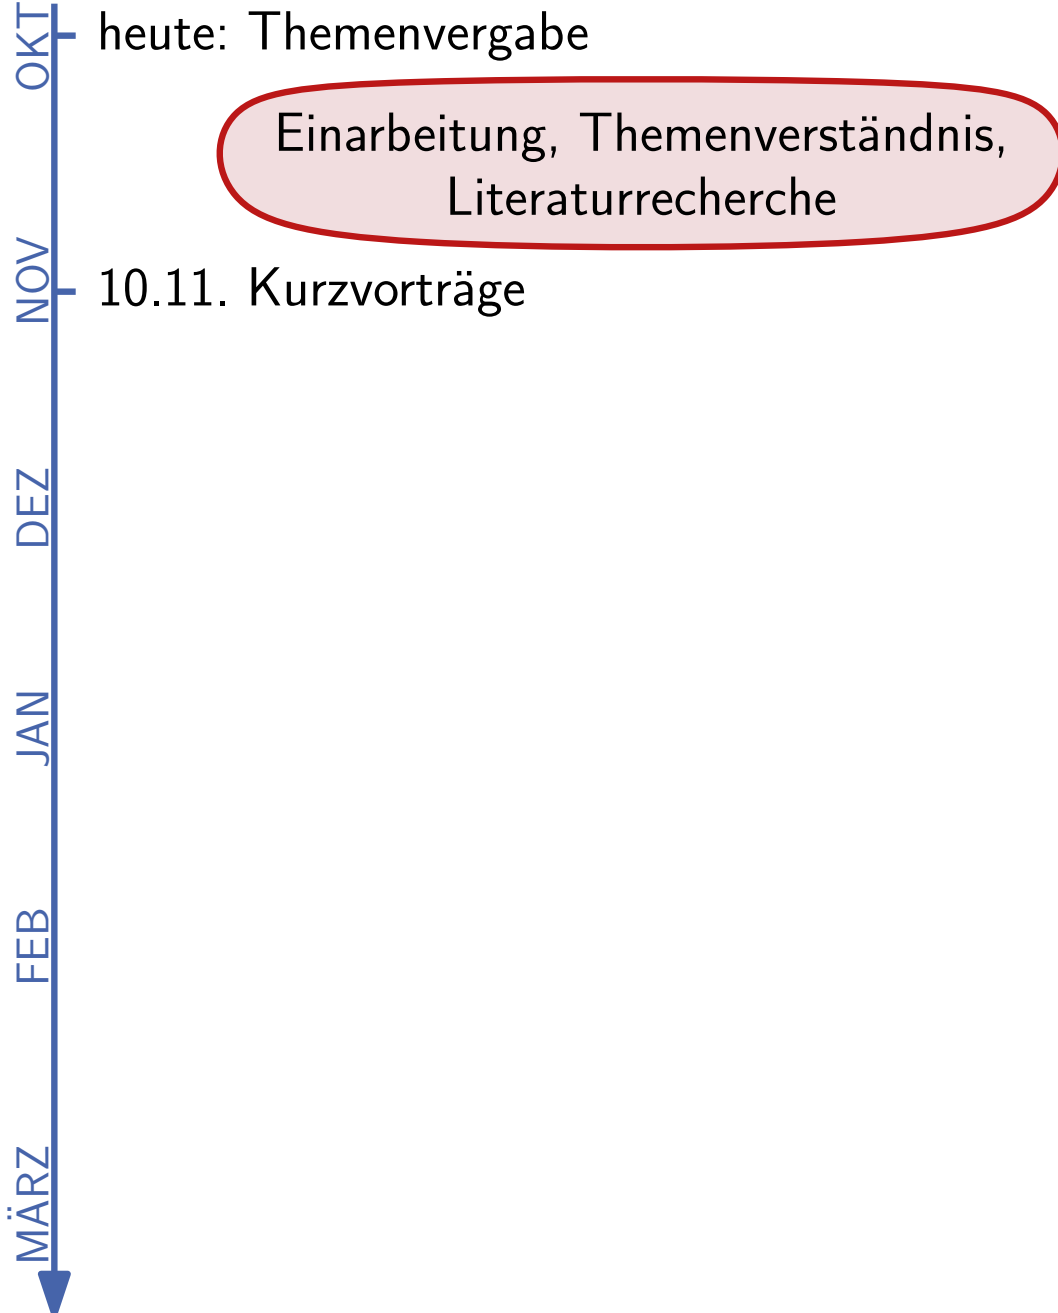 OKT
heute: Themenvergabe
Einarbeitung, Themenverständnis,
Literaturrecherche
NOV
10.11. Kurzvorträge
DEZ
JAN
FEB
MÄRZ